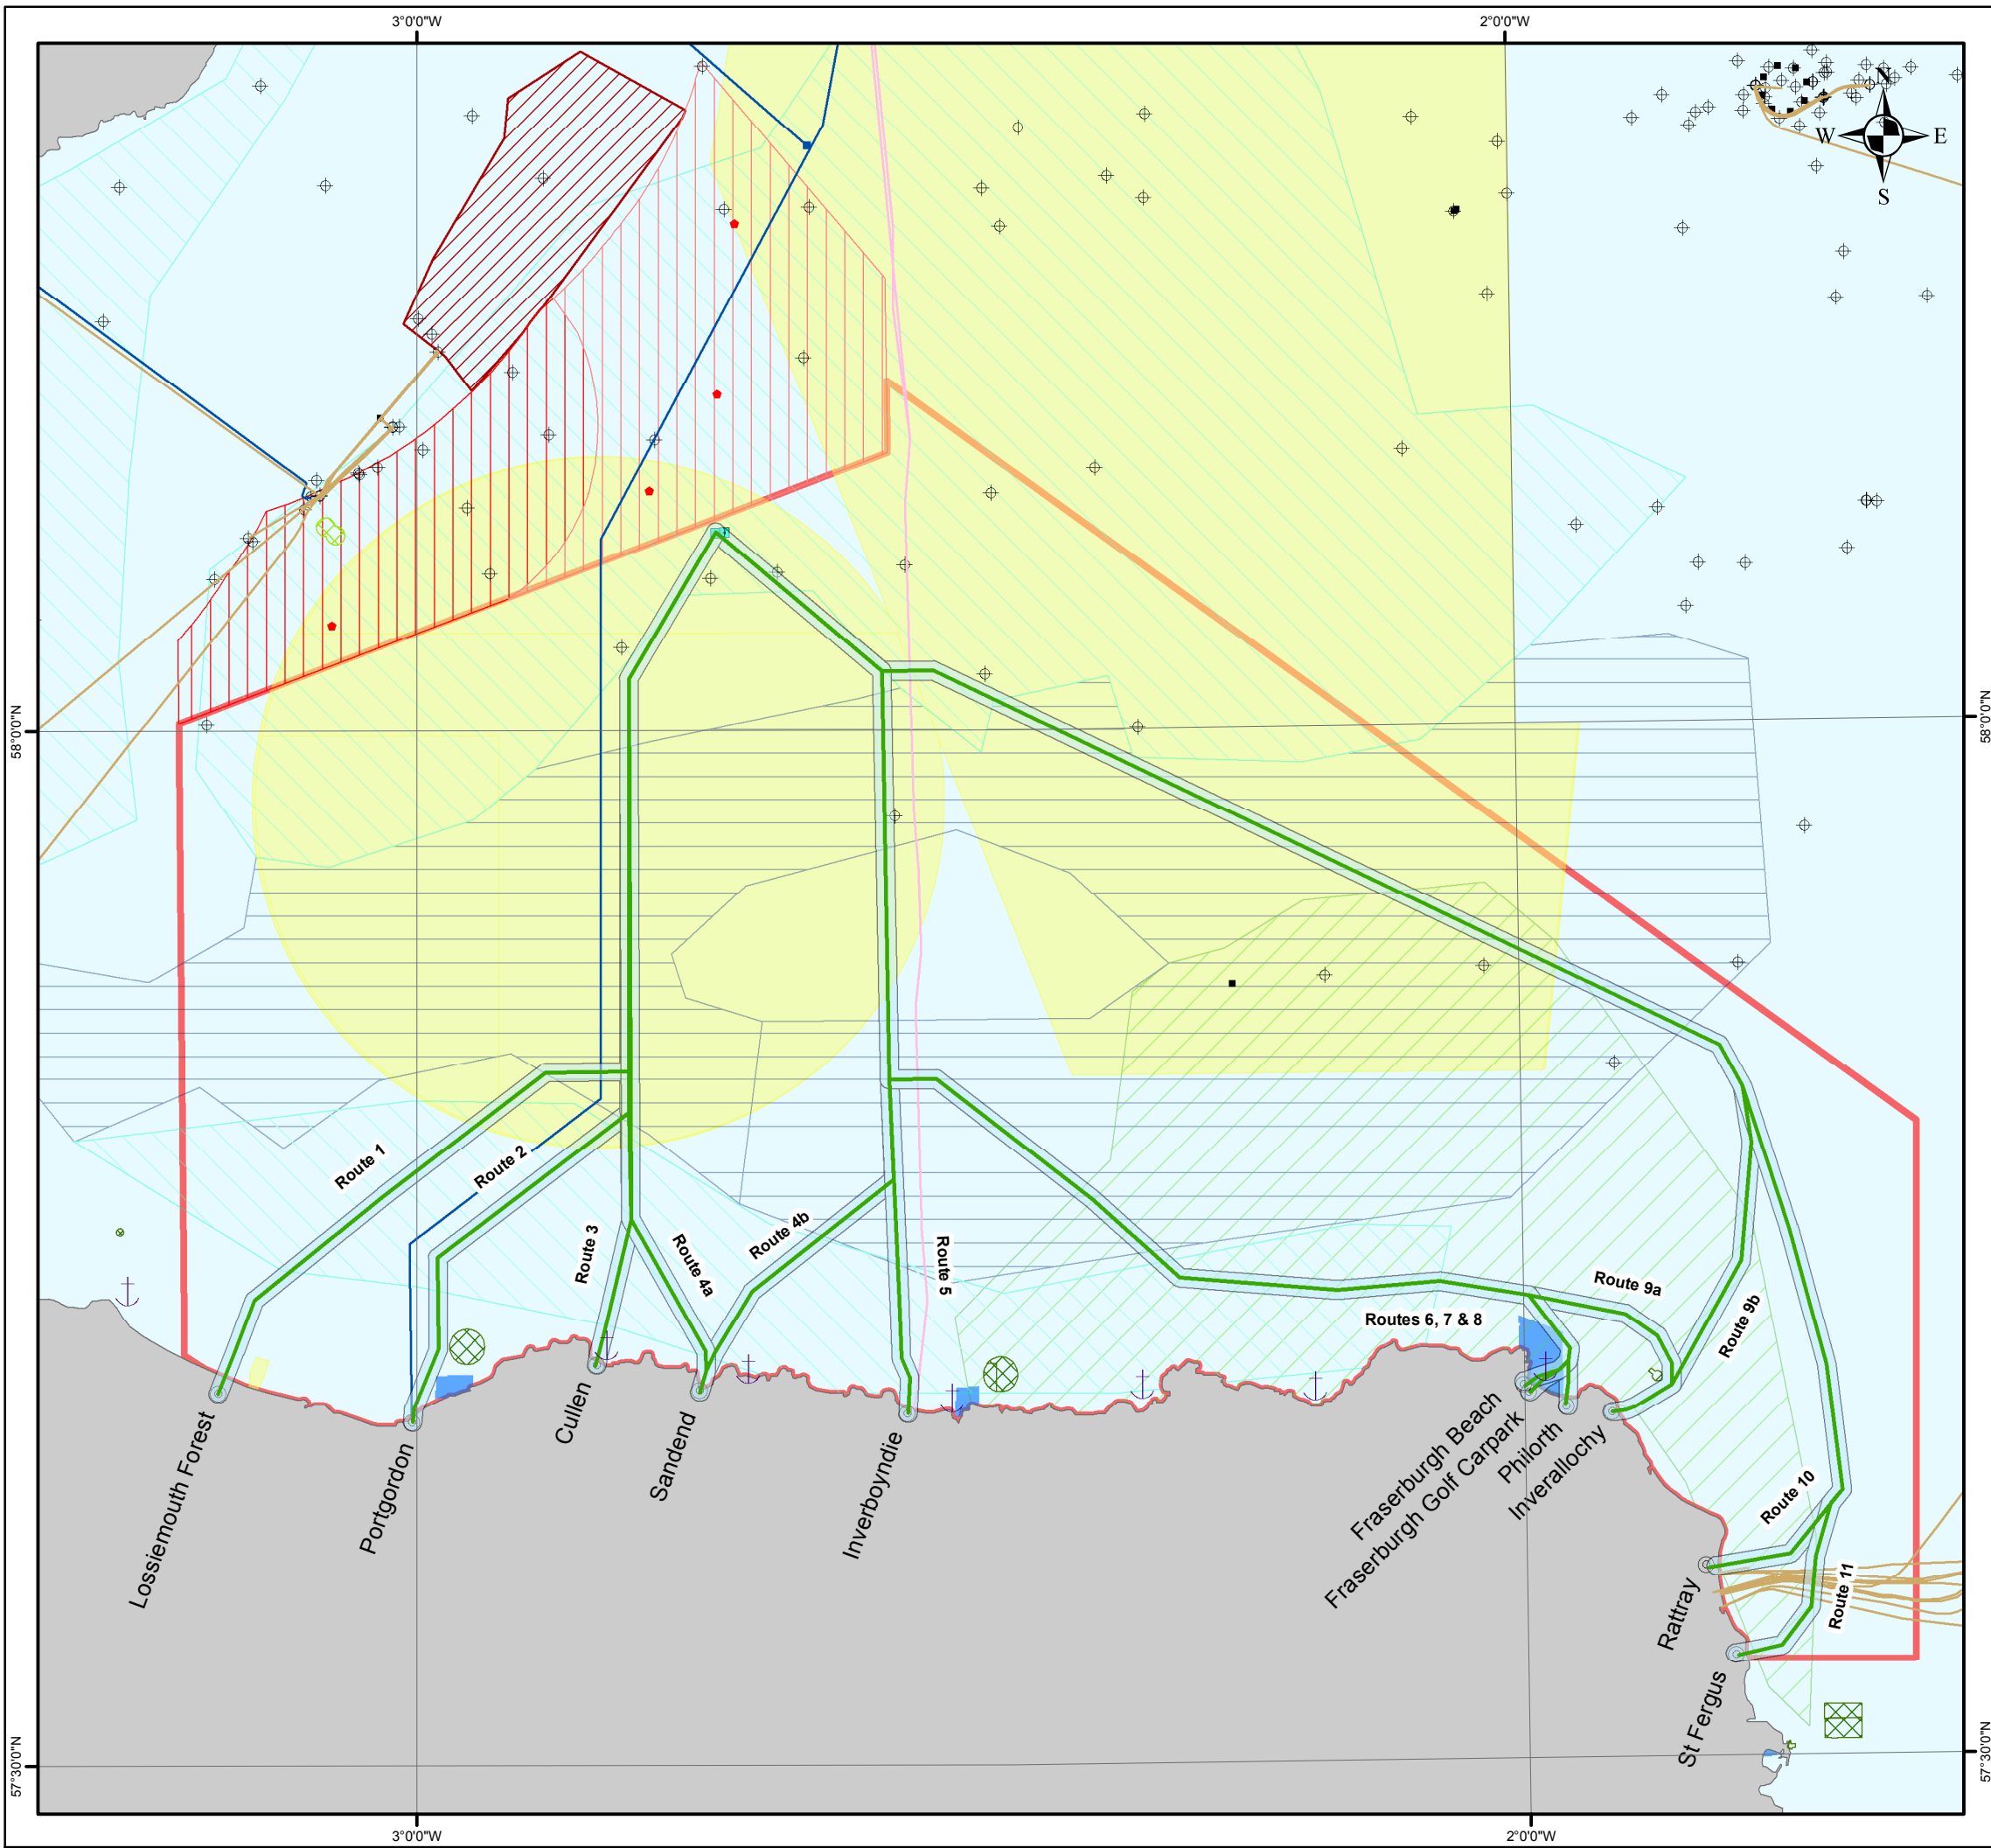 3°0'0"W
2°0'0"W
N
W
E
S
58°0'0"N
58°0'0"N
Route 1
Route 2
Route 3
Route 4a
Route 4b
Route 5
Routes 6, 7 & 8
Route 9a
Route 9b
Route 10
Route 11
Lossiemouth Forest
Portgordon
Cullen
Sandend
Inverboyndie
Fraserburgh Beach
Fraserburgh Golf Carpark
Philorth
Inverallochy
Rattray
St Fergus
57°30'0"N
57°30'0"N
3°0'0"W
2°0'0"W